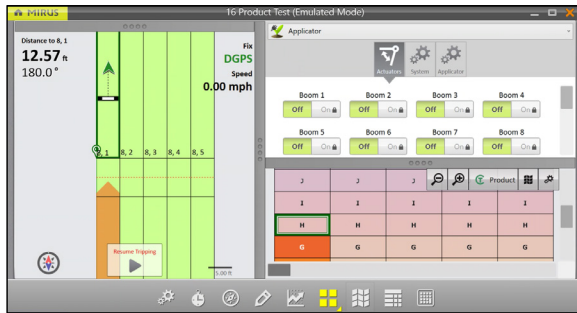 MIRUS
16 Product Test (Emulated Mode)
Distance to 8, 1
12.57 ft
180.0°
Fix
DGPS
Speed
0.00 mph
8, 1
8, 2
8, 3
8, 4
8, 5
Resume Tripping
5.00 ft
Applicator
Actuators
System
Applicator
Boom 1
Boom 2
Boom 3
Boom 4
Off On
Off On
Off On
Off On
Boom 5
Boom 6
Boom 7
Boom 8
Off On
Off On
Off On
Off On
J J J
Product
I I I I I
H H H H H
G G G G G